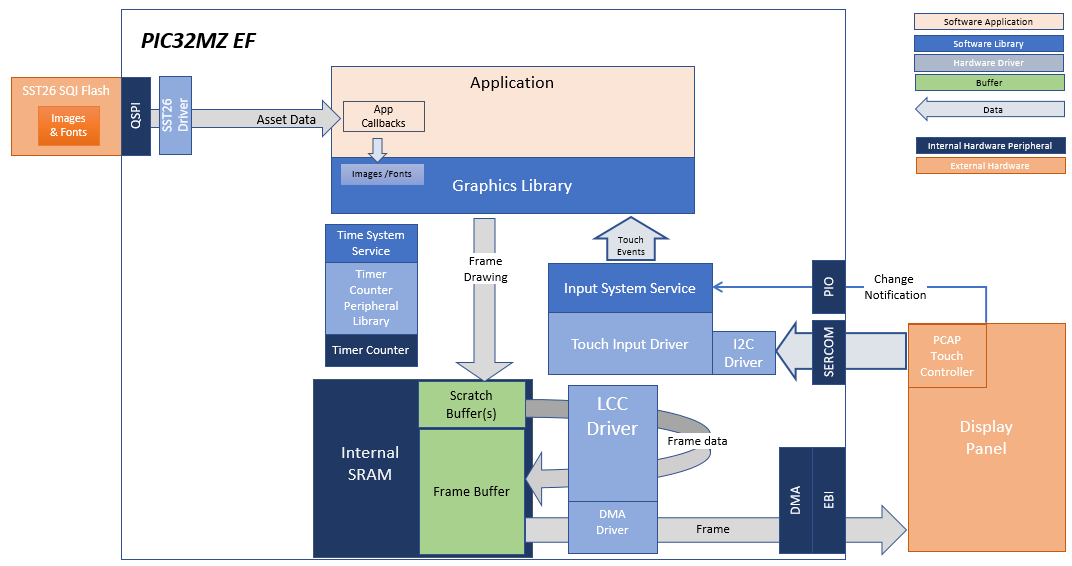 PIC32MZ EF
SST26 SQI Flash
Images
& Fonts
QSPI
SST26
Driver
Asset Data
Application
App
Callbacks
Images /Fonts
Graphics Library
Software Application
Software Library
Hardware Driver
Buffer
Data
Internal Hardware Peripheral
External Hardware
Time System
Service
Timer
Counter
Peripheral
Library
Timer Counter
Frame
Drawing
Touch
Events
Input System Service
Touch Input Driver
I2C
Driver
PIO
SERCOM
Change
Notification
PCAP
Touch
Controller
Display
Panel
Internal
SRAM
Scratch
Buffer(s)
Frame Buffer
LCC
Driver
Frame data
DMA
Driver
Frame
DMA
EBI